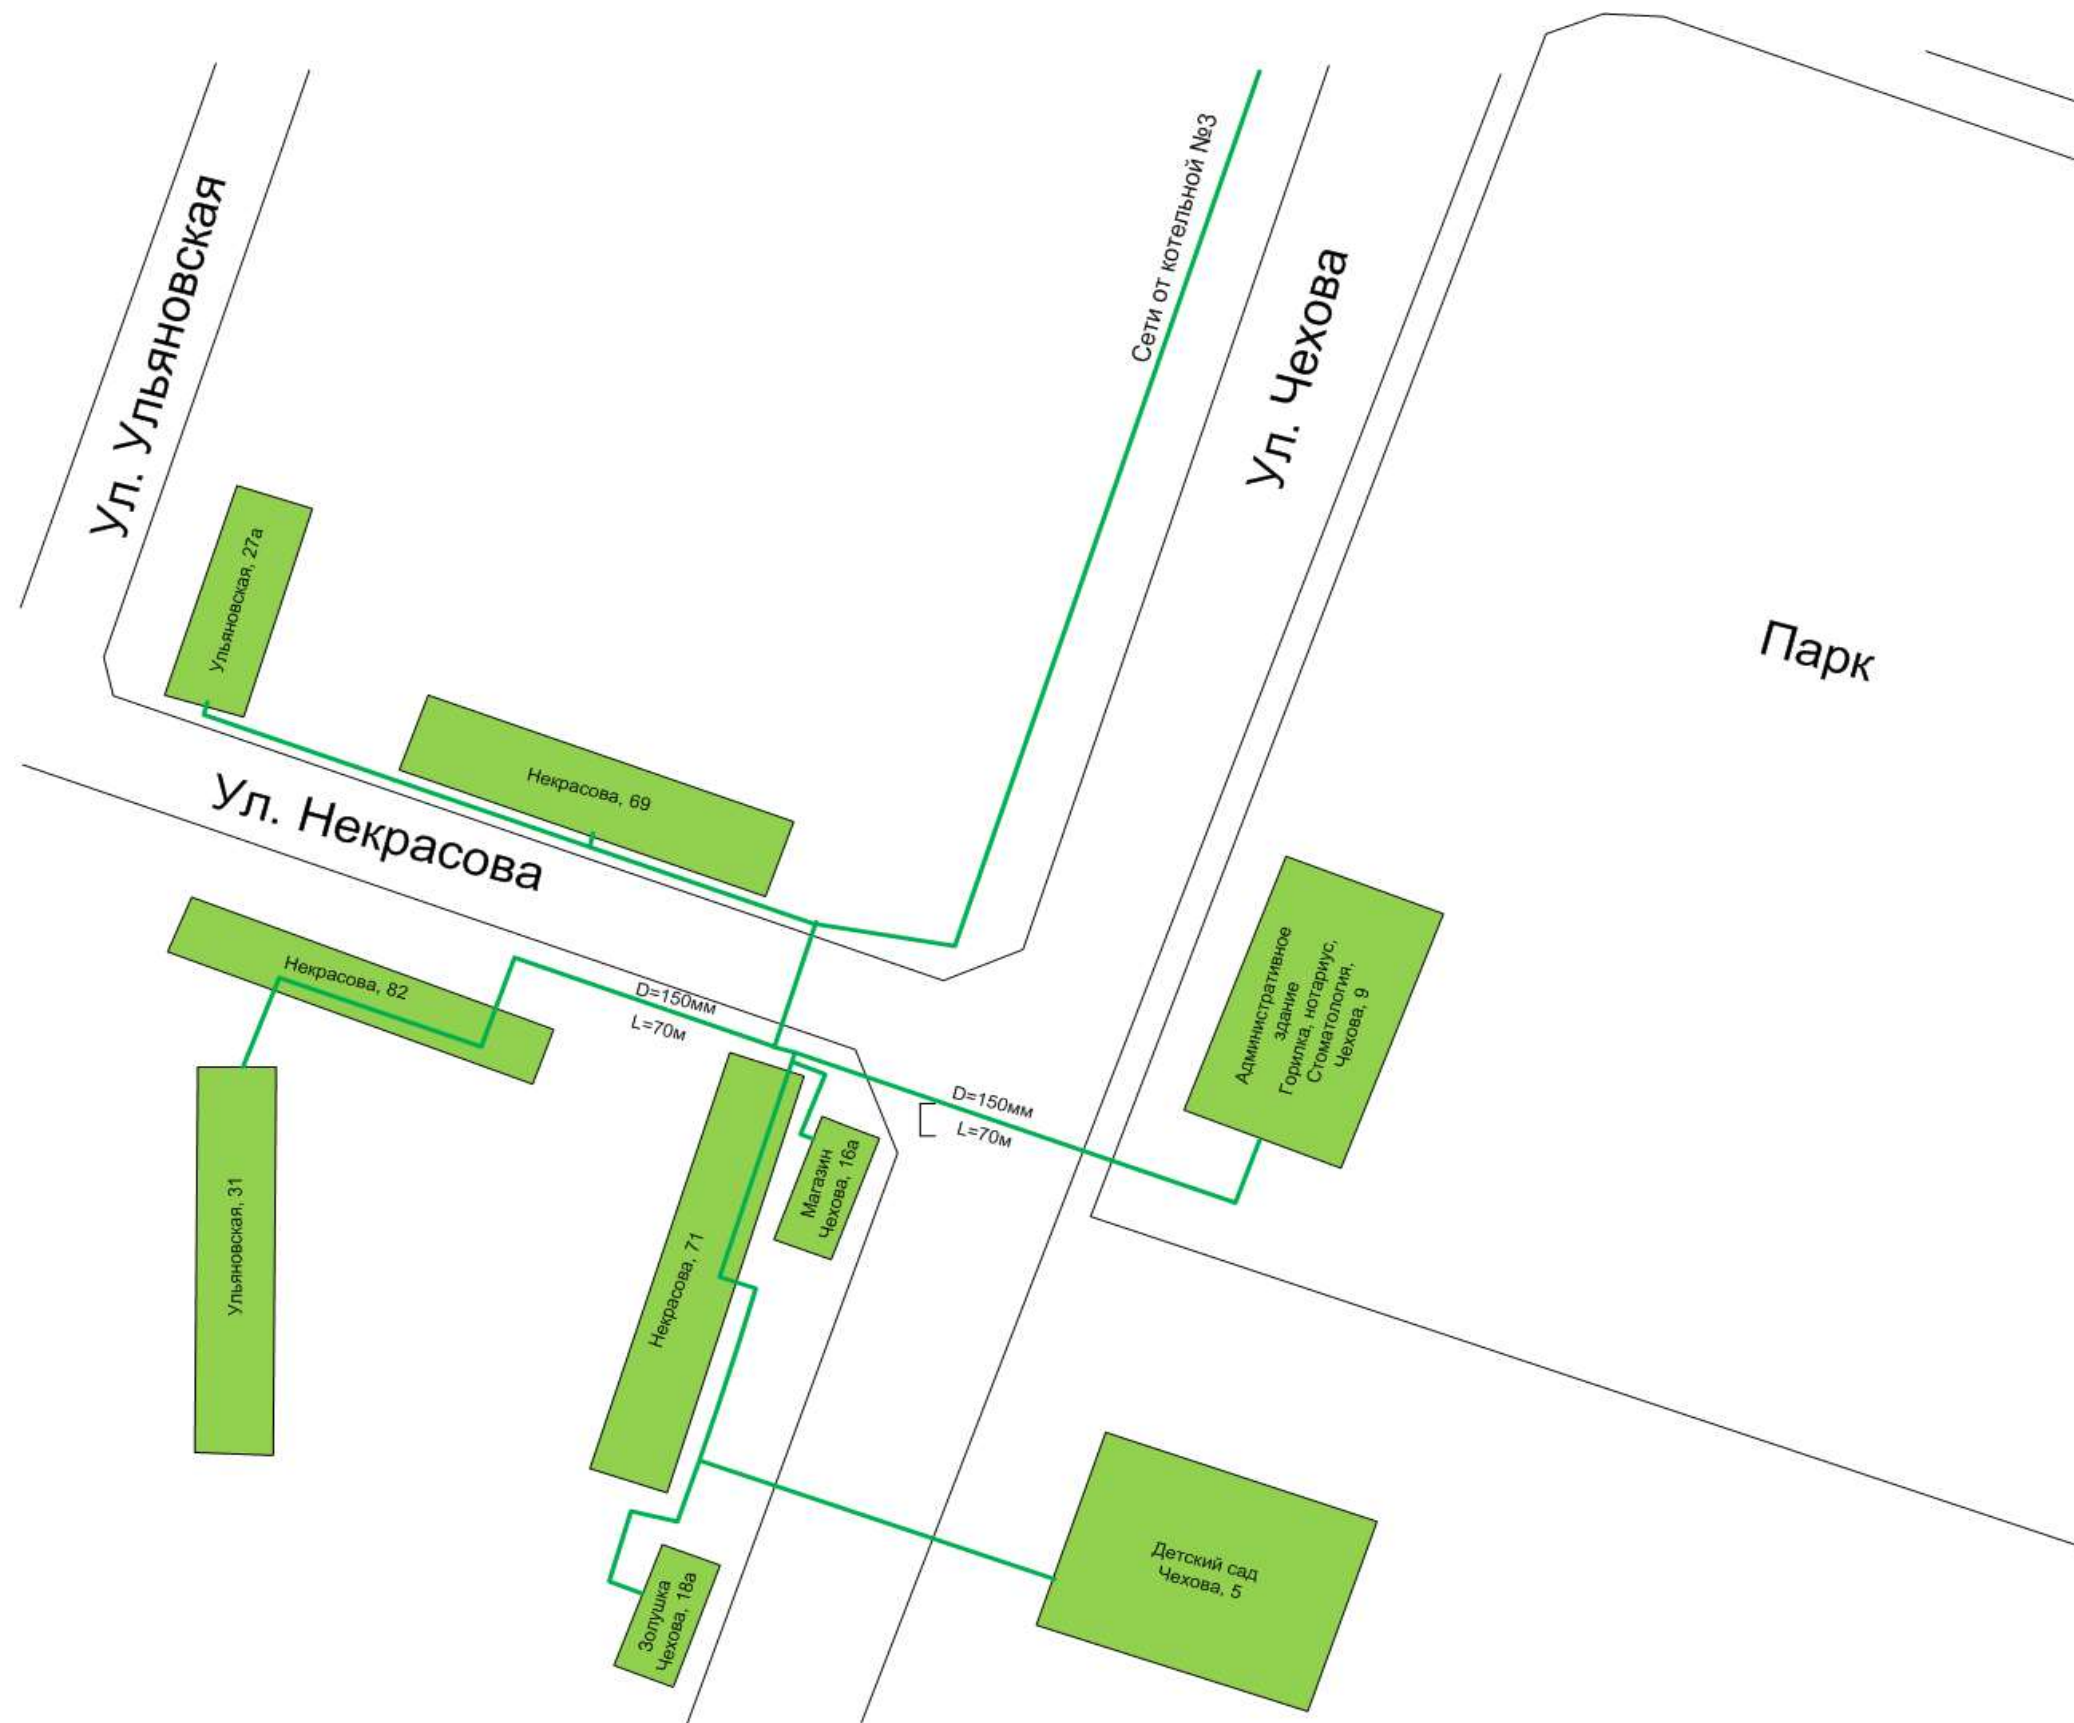 Сети от котельной №3
Ул. Ульяновская
Ул. Чехова
Парк
Ульяновская, 27а
Некрасова, 69
Ул. Некрасова
Некрасова, 82
D=150мм
L=70м
Административное
здание
Горилка, нотариус,
Стоматология,
Чехова, 9
D=150мм
L=70м
Магазин
Чехова, 16а
Ульяновская, 31
Некрасова, 71
Детский сад
Чехова, 5
Золушка
Чехова, 18а